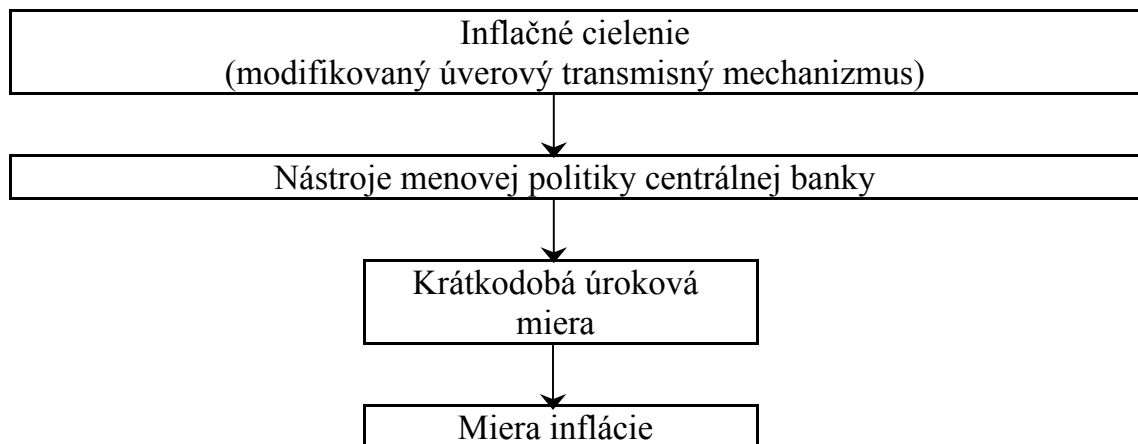 Inflačné cielenie
(modifikovaný úverový transmisný mechanizmus)
Nástroje menovej politiky centrálnej banky
Krátkodobá úroková
miera
Miera inflácie